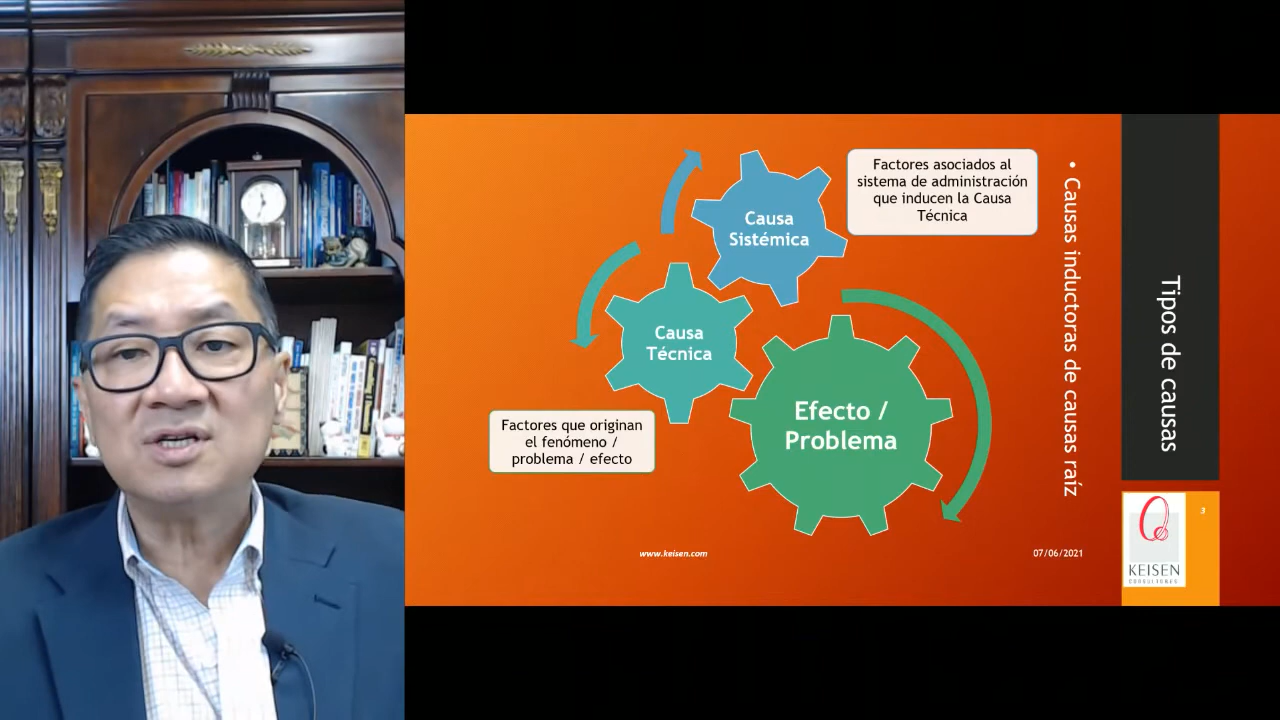 Tipos de causas
• Causas inductoras de causas raíz
Causa
Sistémica
Factores asociados al
sistema de administración
que inducen la Causa
Técnica
Causa
Técnica
Factores que originan
el fenómeno /
problema / efecto
Efecto /
Problema
www.keisen.com
07/06/2021
3
KEISEN
CONSULTORES